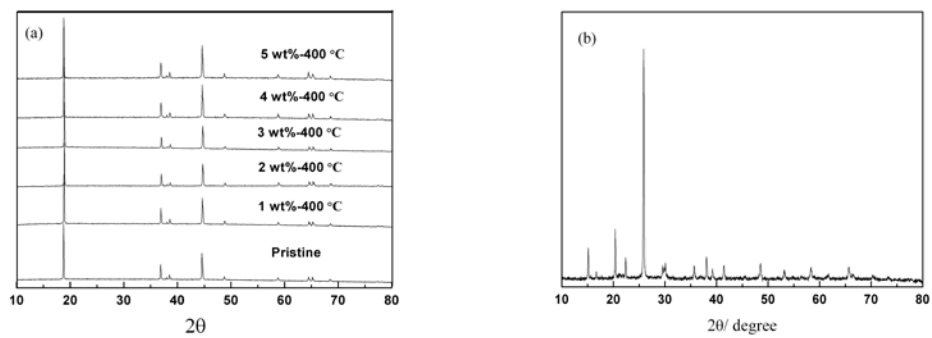 (a)
5 wt%-400 °C
4 wt%-400 °C
3 wt%-400 °C
2 wt%-400 °C
1 wt%-400 °C
Pristine
10 20 30 40 50 60 70 80
2θ
(b)
10 20 30 40 50 60 70 80
2θ/ degree